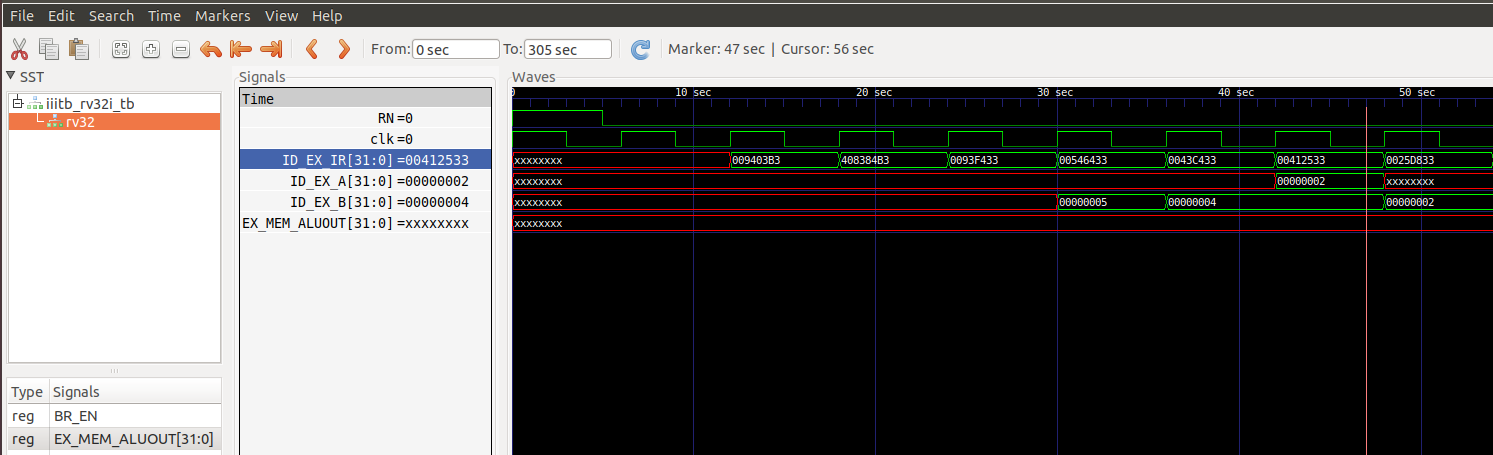 File Edit Search Time Markers View Help
From: 0 sec To: 305 sec Marker: 47 sec | Cursor: 56 sec
SST
iiitb_rv32i_tb
rv32
Type Signals
reg BR_EN
reg EX_MEM_ALUOUT[31:0]
Signals
Time
RN =0
clk =0
ID_EX_IR[31:0] =00412533
ID_EX_A[31:0] =00000002
ID_EX_B[31:0] =00000004
EX_MEM_ALUOUT[31:0] =xxxxxxxx
Waves
0 10 sec 20 sec 30 sec 40 sec 50 sec
xxxxxxxx 009403B3 408384B3 0093F433 00546433 0043C433 00412533 0025D833
xxxxxxxx 00000002 xxxxxxxx
xxxxxxxx 00000005 00000004 00000002
xxxxxxxx